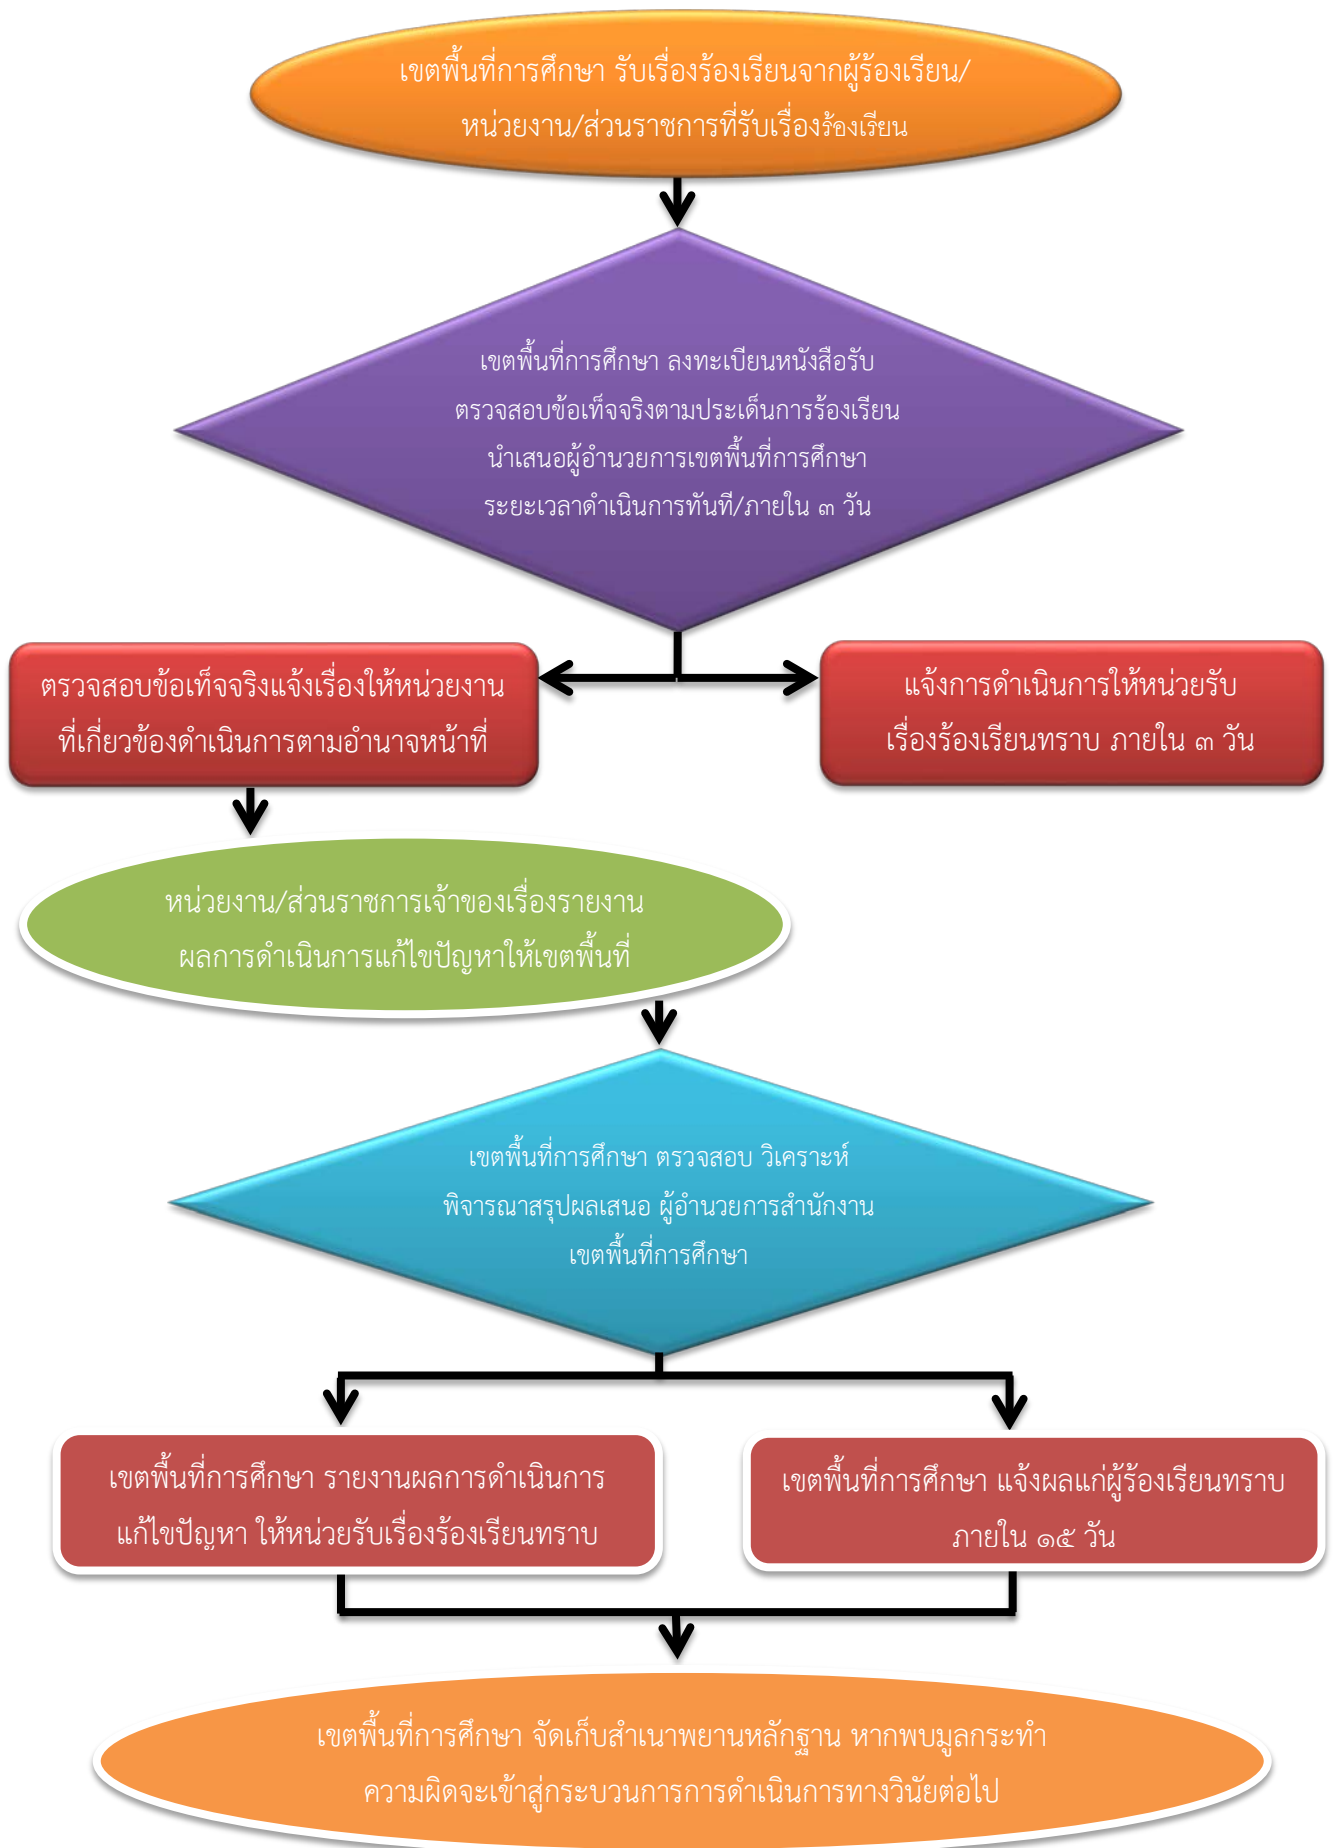 เขตพื้นที่การศึกษา รับเรื่องร้องเรียนจากผู้ร้องเรียน/
หน่วยงาน/ส่วนราชการที่รับเรื่องร้องเรียน
เขตพื้นที่การศึกษา ลงทะเบียนหนังสือรับ
ตรวจสอบข้อเท็จจริงตามประเด็นการร้องเรียน
นำเสนอผู้อำนวยการเขตพื้นที่การศึกษา
ระยะเวลาดำเนินการทันที/ภายใน ๓ วัน
ตรวจสอบข้อเท็จจริงแจ้งเรื่องให้หน่วยงาน
ที่เกี่ยวข้องดำเนินการตามอำนาจหน้าที่
แจ้งการดำเนินการให้หน่วยรับ
เรื่องร้องเรียนทราบ ภายใน ๓ วัน
หน่วยงาน/ส่วนราชการเจ้าของเรื่องรายงาน
ผลการดำเนินการแก้ไขปัญหาให้เขตพื้นที่
เขตพื้นที่การศึกษา ตรวจสอบ วิเคราะห์
พิจารณาสรุปผลเสนอ ผู้อำนวยการสำนักงาน
เขตพื้นที่การศึกษา
เขตพื้นที่การศึกษา รายงานผลการดำเนินการ
แก้ไขปัญหา ให้หน่วยรับเรื่องร้องเรียนทราบ
เขตพื้นที่การศึกษา แจ้งผลแก่ผู้ร้องเรียนทราบ
ภายใน ๑๕ วัน
เขตพื้นที่การศึกษา จัดเก็บสำเนาพยานหลักฐาน หากพบมูลกระทำ
ความผิดจะเข้าสู่กระบวนการการดำเนินการทางวินัยต่อไป